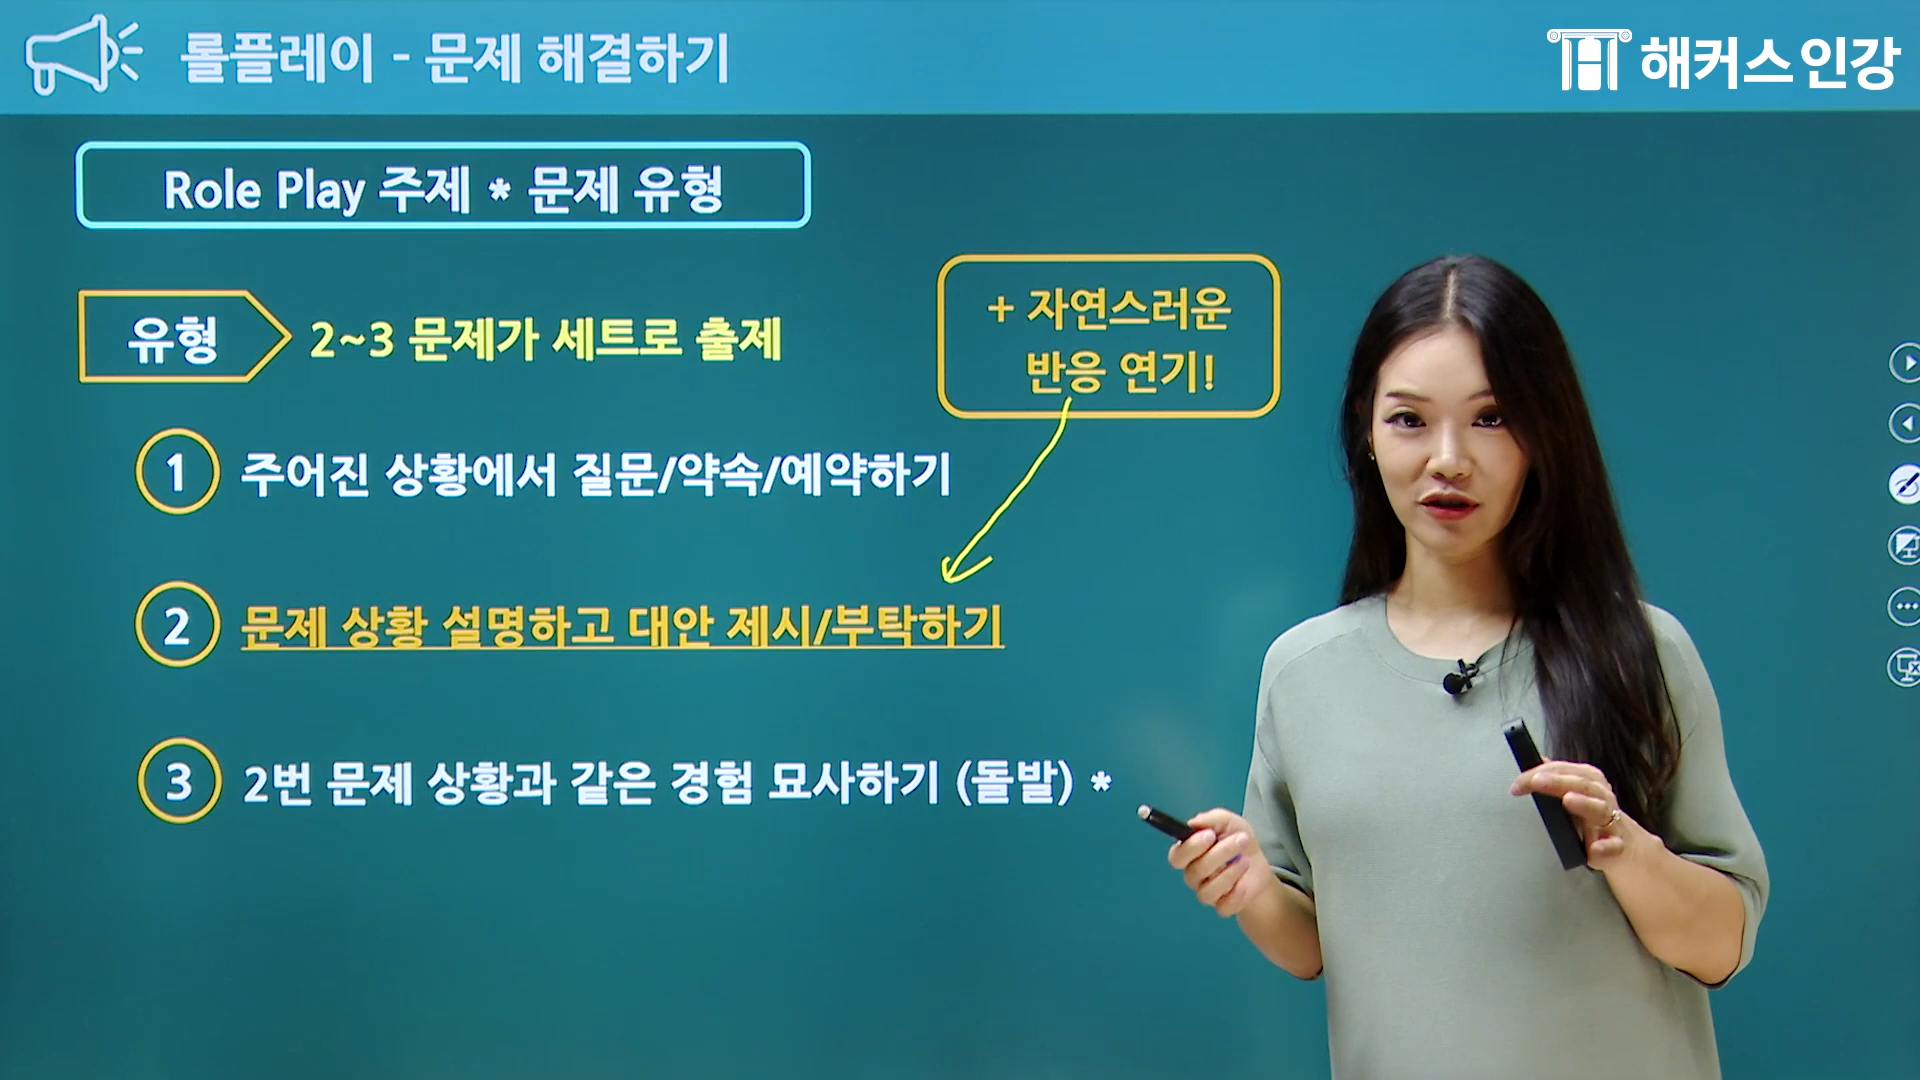 롤플레이 - 문제 해결하기
해커스인강
Role Play 주제 * 문제 유형
유형
2~3 문제가 세트로 출제
+ 자연스러운
반응 연기!
1 주어진 상황에서 질문/약속/예약하기
2 문제 상황 설명하고 대안 제시/부탁하기
3 2번 문제 상황과 같은 경험 묘사하기 (돌발) *